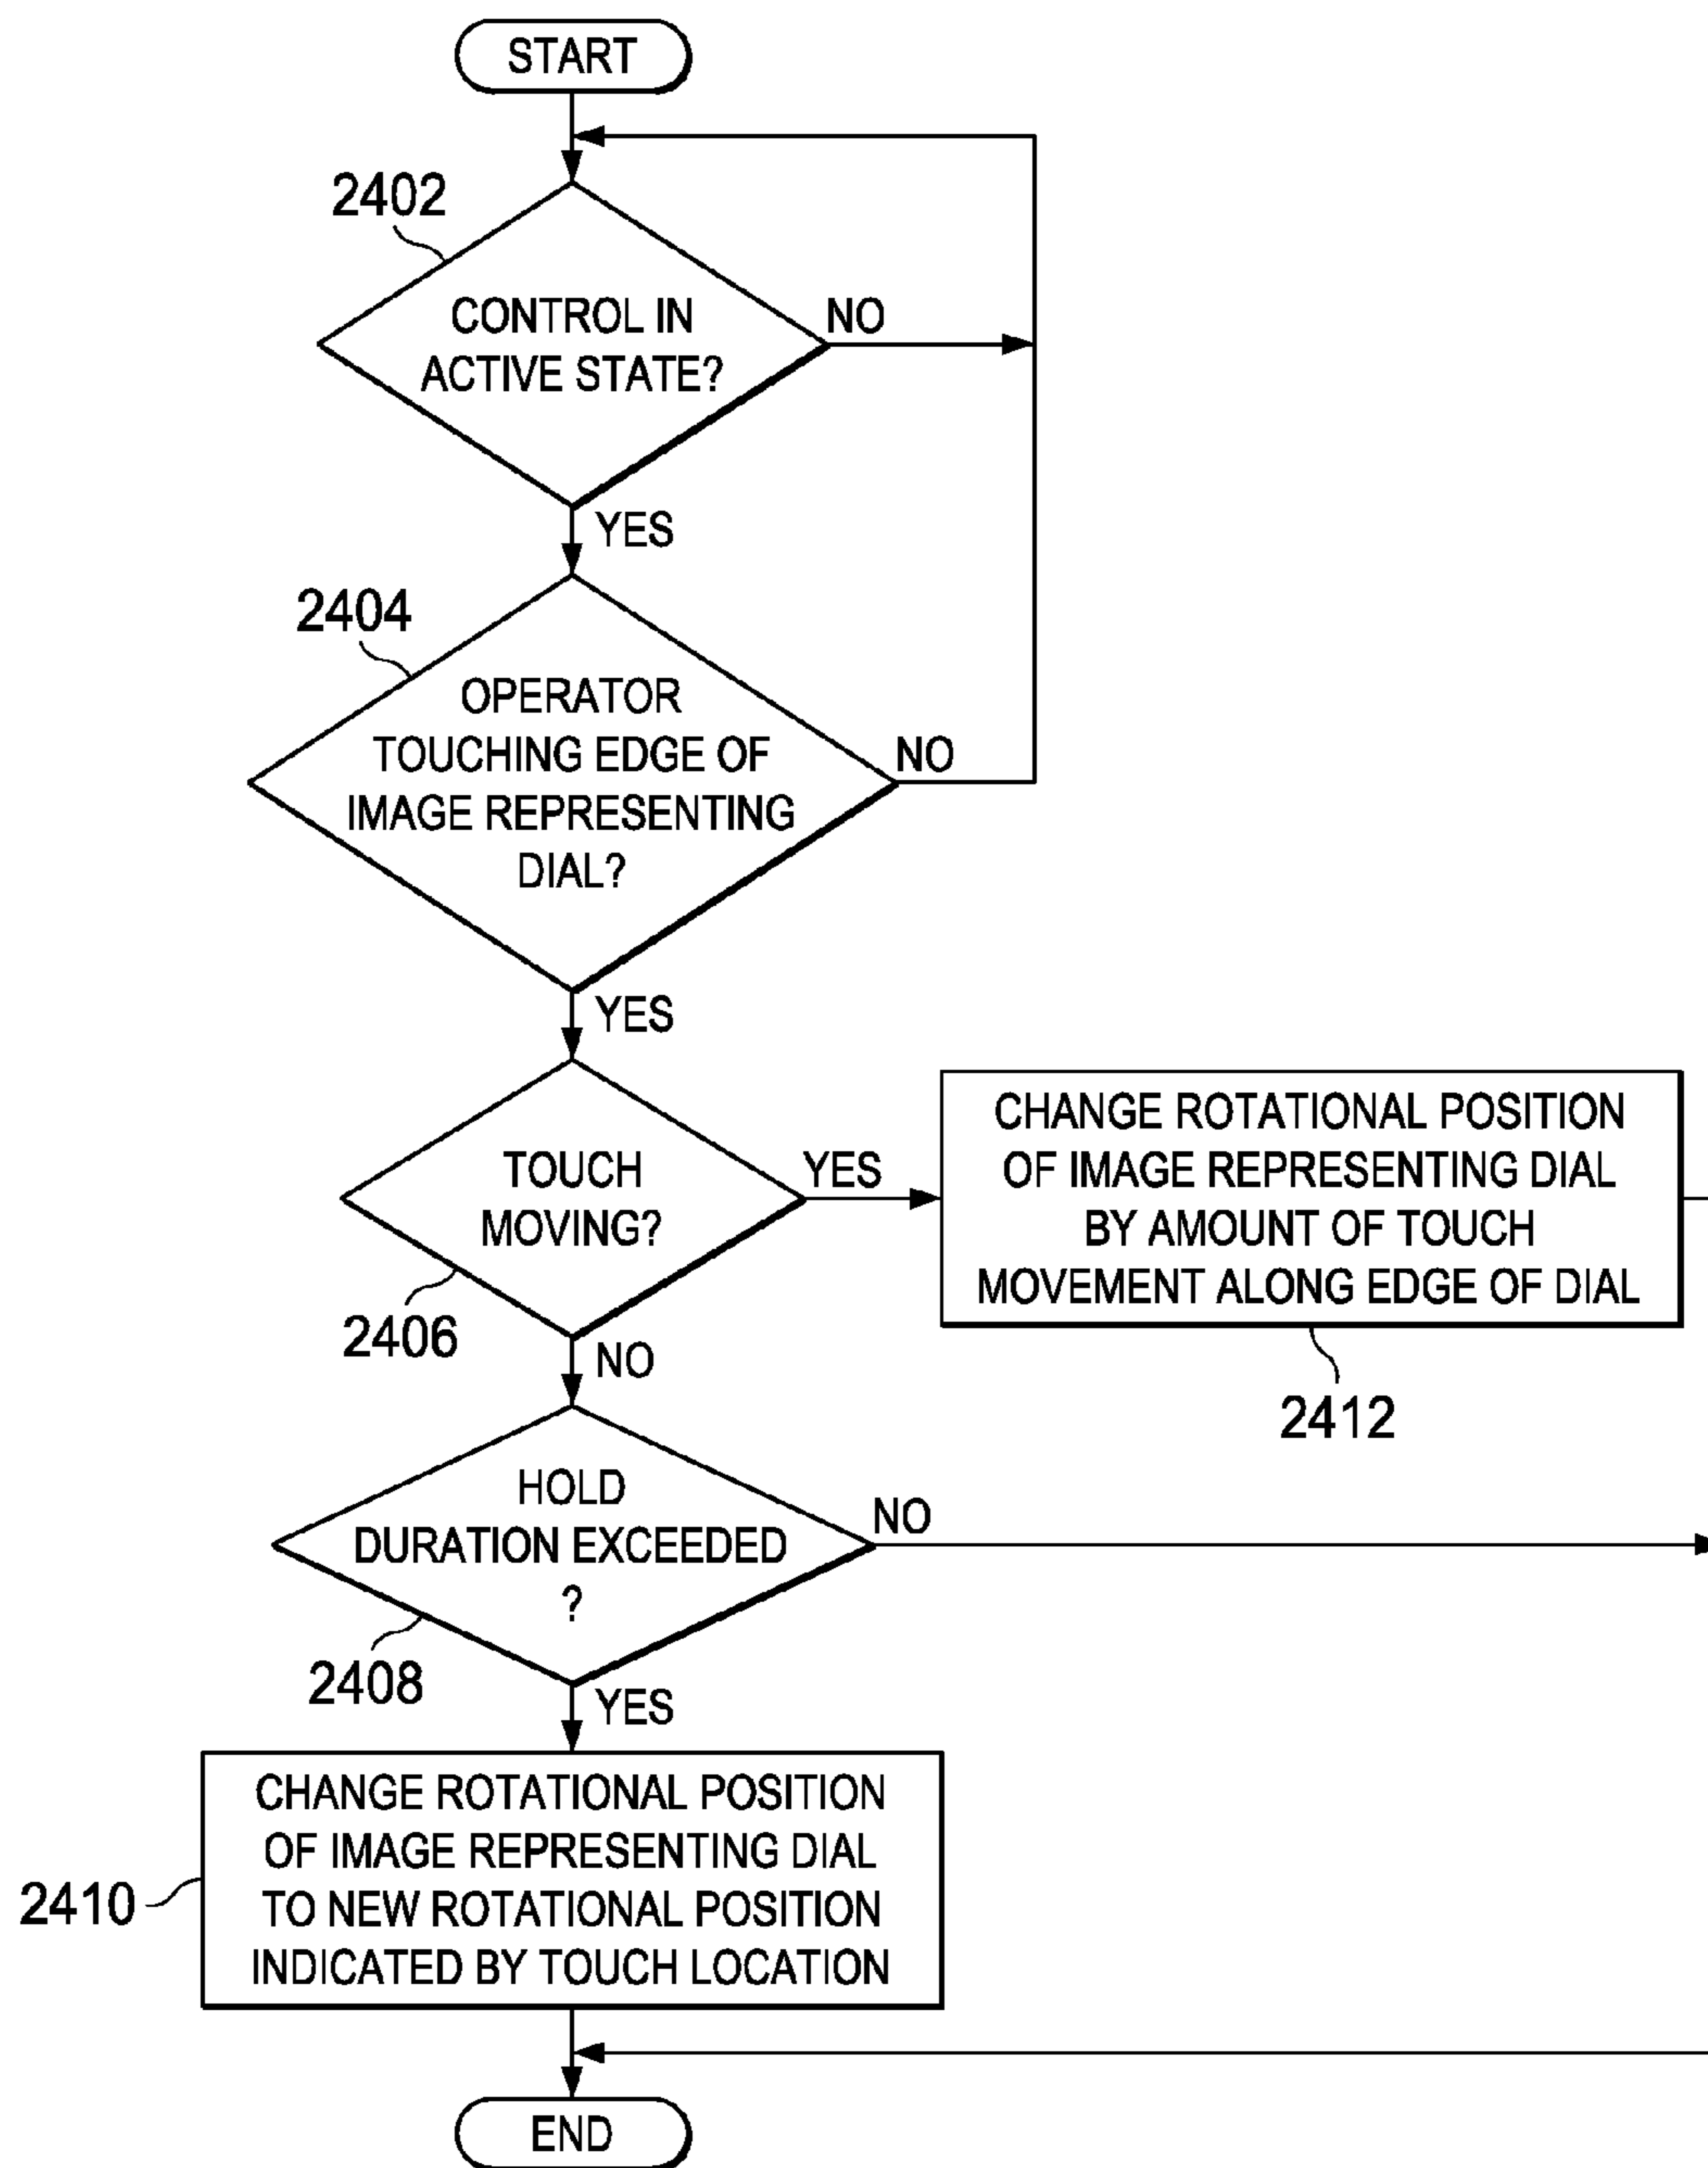 START
2402
CONTROL IN
ACTIVE STATE?
NO
YES
2404
OPERATOR
TOUCHING EDGE OF
IMAGE REPRESENTING
DIAL?
NO
YES
TOUCH
MOVING?
YES
2406
NO
CHANGE ROTATIONAL POSITION
OF IMAGE REPRESENTING DIAL
BY AMOUNT OF TOUCH
MOVEMENT ALONG EDGE OF DIAL
2412
HOLD
DURATION EXCEEDED
?
NO
2408
YES
CHANGE ROTATIONAL POSITION
OF IMAGE REPRESENTING DIAL
TO NEW ROTATIONAL POSITION
INDICATED BY TOUCH LOCATION
2410
END